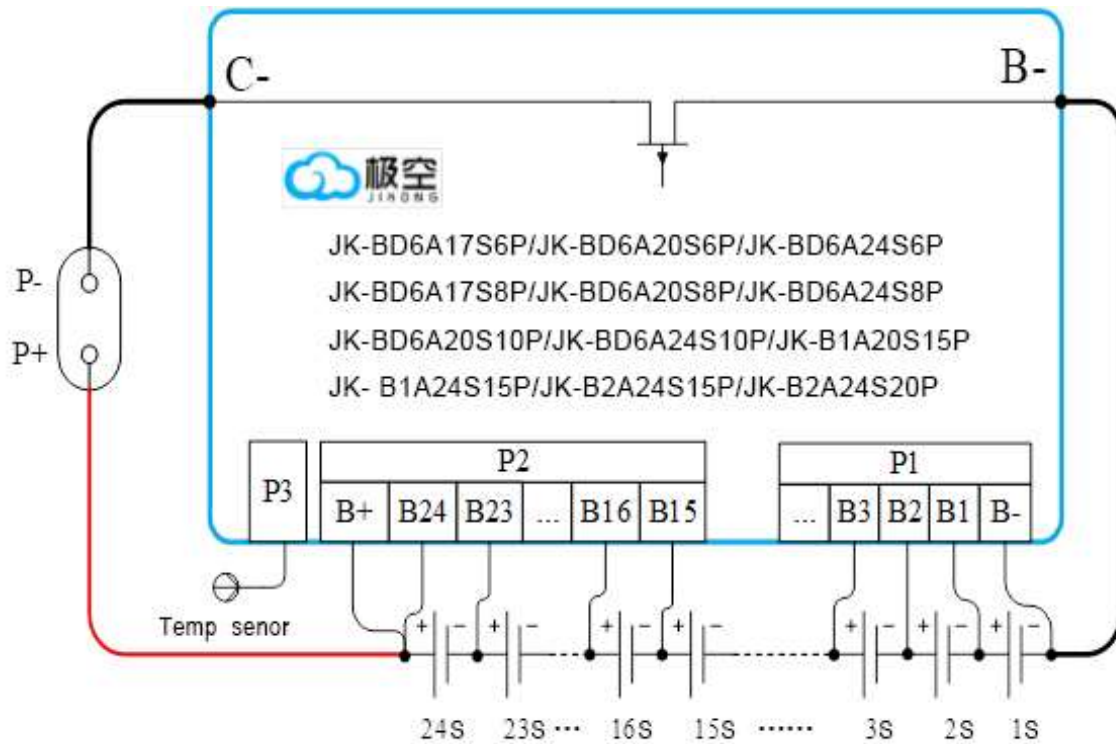 C-
B-
极空
JIKONG
JK-BD6A17S6P/JK-BD6A20S6P/JK-BD6A24S6P
JK-BD6A17S8P/JK-BD6A20S8P/JK-BD6A24S8P
JK-BD6A20S10P/JK-BD6A24S10P/JK-B1A20S15P
JK- B1A24S15P/JK-B2A24S15P/JK-B2A24S20P
P-
P+
P3
P2
P1
B+ B24 B23 ... B16 B15
... B3 B2 B1 B-
Temp senor
+ − + − + − + − + − + − + −
24S 23S ··· 16S 15S ······ 3S 2S 1S